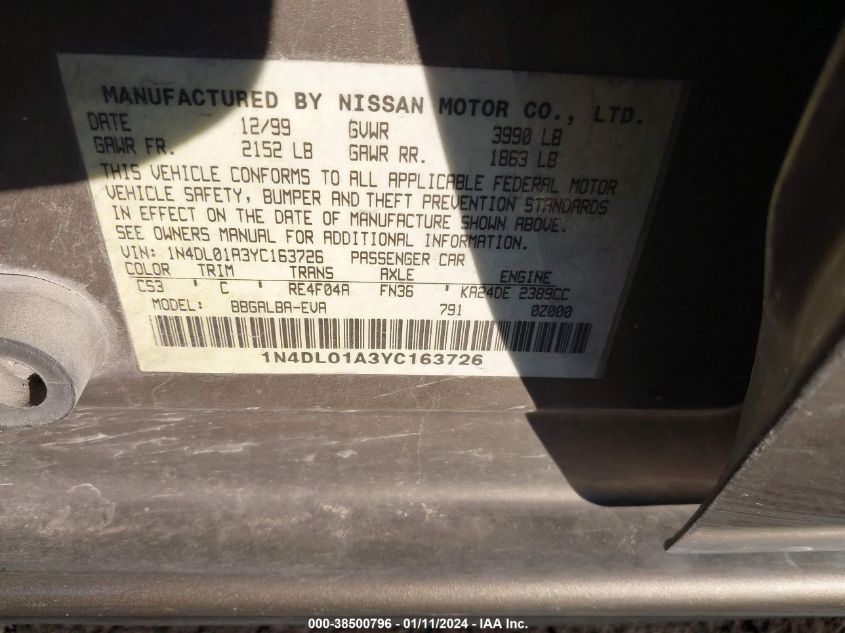 MANUFACTURED BY NISSAN MOTOR CO., LTD.
DATE 12/99 GVWR 3990 LB
GAWR FR. 2152 LB GAWR RR. 1863 LB
THIS VEHICLE CONFORMS TO ALL APPLICABLE FEDERAL MOTOR
VEHICLE SAFETY, BUMPER AND THEFT PREVENTION STANDARDS
IN EFFECT ON THE DATE OF MANUFACTURE SHOWN ABOVE.
SEE OWNERS MANUAL FOR ADDITIONAL INFORMATION.
VIN: 1N4DL01A3YC163726 PASSENGER CAR
COLOR TRIM TRANS AXLE ENGINE
C53 ' C ' RE4F04A FN36 ' KA24DE 2389CC
MODEL: BBGALBA-EVA 791 0Z000
1N4DL01A3YC163726
000-38500796 — 01/11/2024 — IAA Inc.